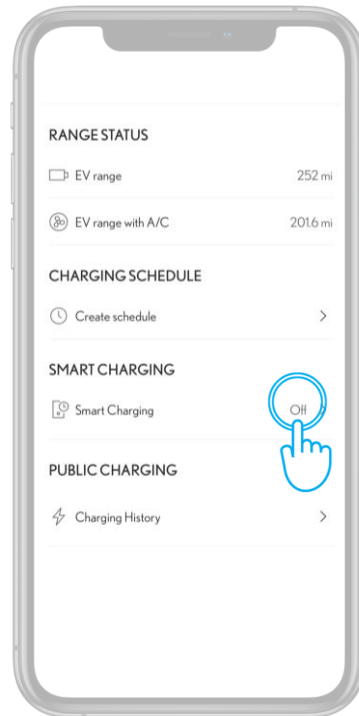 RANGE STATUS
EV range 252 mi
EV range with A/C 201.6 mi
CHARGING SCHEDULE
Create schedule
SMART CHARGING
Smart Charging Off
PUBLIC CHARGING
Charging History